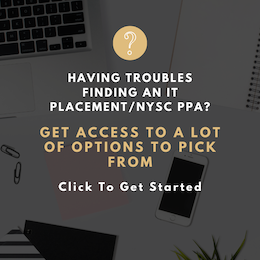 ?
HAVING TROUBLES
FINDING AN IT
PLACEMENT/NYSC PPA?
GET ACCESS TO A LOT
OF OPTIONS TO PICK
FROM
Click To Get Started